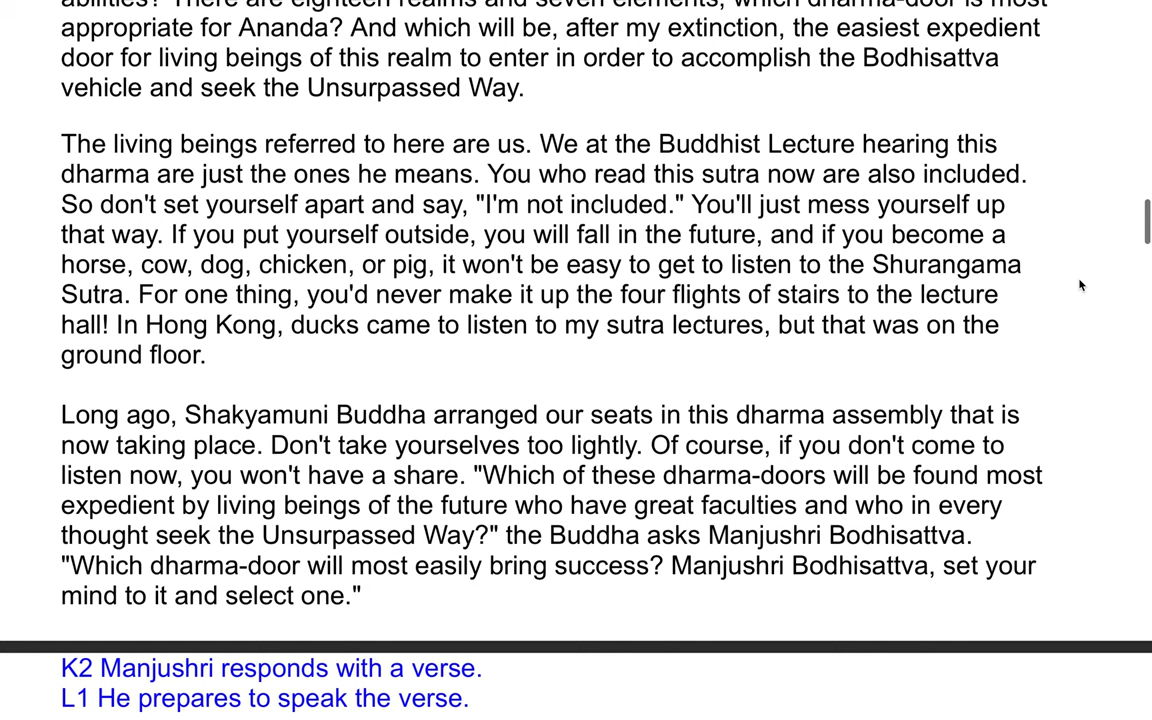 abilities? There are eighteen realms and seven elements, which dharma-door is most
appropriate for Ananda? And which will be, after my extinction, the easiest expedient
door for living beings of this realm to enter in order to accomplish the Bodhisattva
vehicle and seek the Unsurpassed Way.
The living beings referred to here are us. We at the Buddhist Lecture hearing this
dharma are just the ones he means. You who read this sutra now are also included.
So don't set yourself apart and say, "I'm not included." You'll just mess yourself up
that way. If you put yourself outside, you will fall in the future, and if you become a
horse, cow, dog, chicken, or pig, it won't be easy to get to listen to the Shurangama
Sutra. For one thing, you'd never make it up the four flights of stairs to the lecture
hall! In Hong Kong, ducks came to listen to my sutra lectures, but that was on the
ground floor.
Long ago, Shakyamuni Buddha arranged our seats in this dharma assembly that is
now taking place. Don't take yourselves too lightly. Of course, if you don't come to
listen now, you won't have a share. "Which of these dharma-doors will be found most
expedient by living beings of the future who have great faculties and who in every
thought seek the Unsurpassed Way?" the Buddha asks Manjushri Bodhisattva.
"Which dharma-door will most easily bring success? Manjushri Bodhisattva, set your
mind to it and select one."
K2 Manjushri responds with a verse.
L1 He prepares to speak the verse.